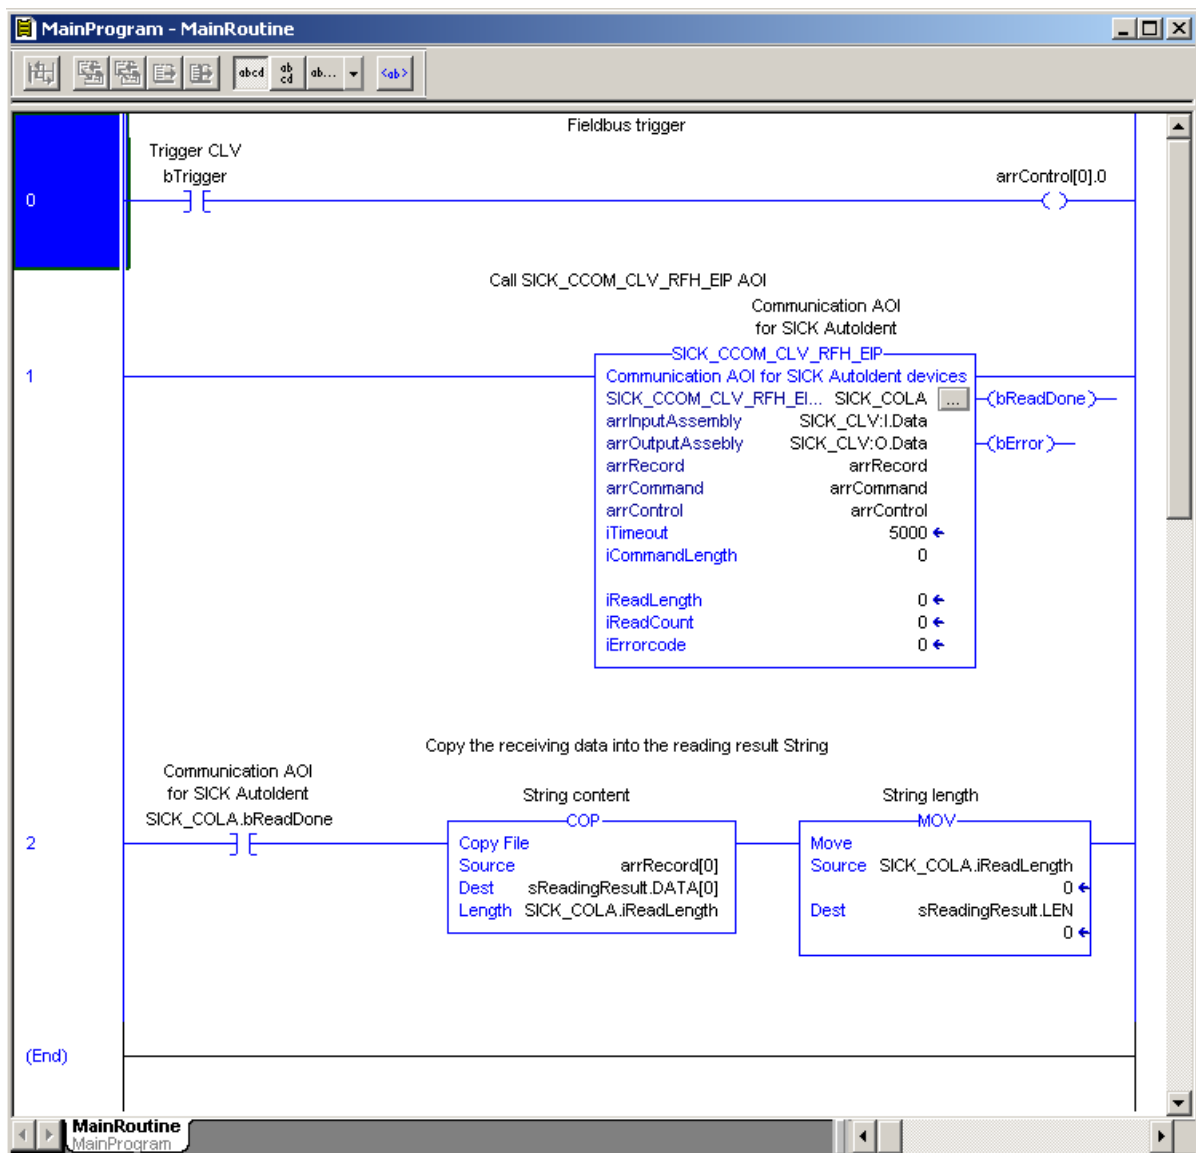 MainProgram - MainRoutine
abcd
ab
cd
ab...
<ab>
Fieldbus trigger
Trigger CLV
bTrigger
arrControl[0].0
0
Call SICK_CCOM_CLV_RFH_EIP AOI
Communication AOI
for SICK AutoIdent
SICK_CCOM_CLV_RFH_EIP
1
Communication AOI for SICK AutoIdent devices
SICK_CCOM_CLV_RFH_EI... SICK_COLA ... (bReadDone)
arrInputAssembly SICK_CLV:I.Data
arrOutputAssebly SICK_CLV:O.Data (bError)
arrRecord arrRecord
arrCommand arrCommand
arrControl arrControl
iTimeout 5000
iCommandLength 0
iReadLength 0
iReadCount 0
iErrorcode 0
Copy the receiving data into the reading result String
Communication AOI
for SICK AutoIdent
SICK_COLA.bReadDone
2
String content
COP
Copy File
Source arrRecord[0]
Dest sReadingResult.DATA[0]
Length SICK_COLA.iReadLength
String length
MOV
Move
Source SICK_COLA.iReadLength
0
Dest sReadingResult.LEN
0
(End)
MainRoutine
MainProgram